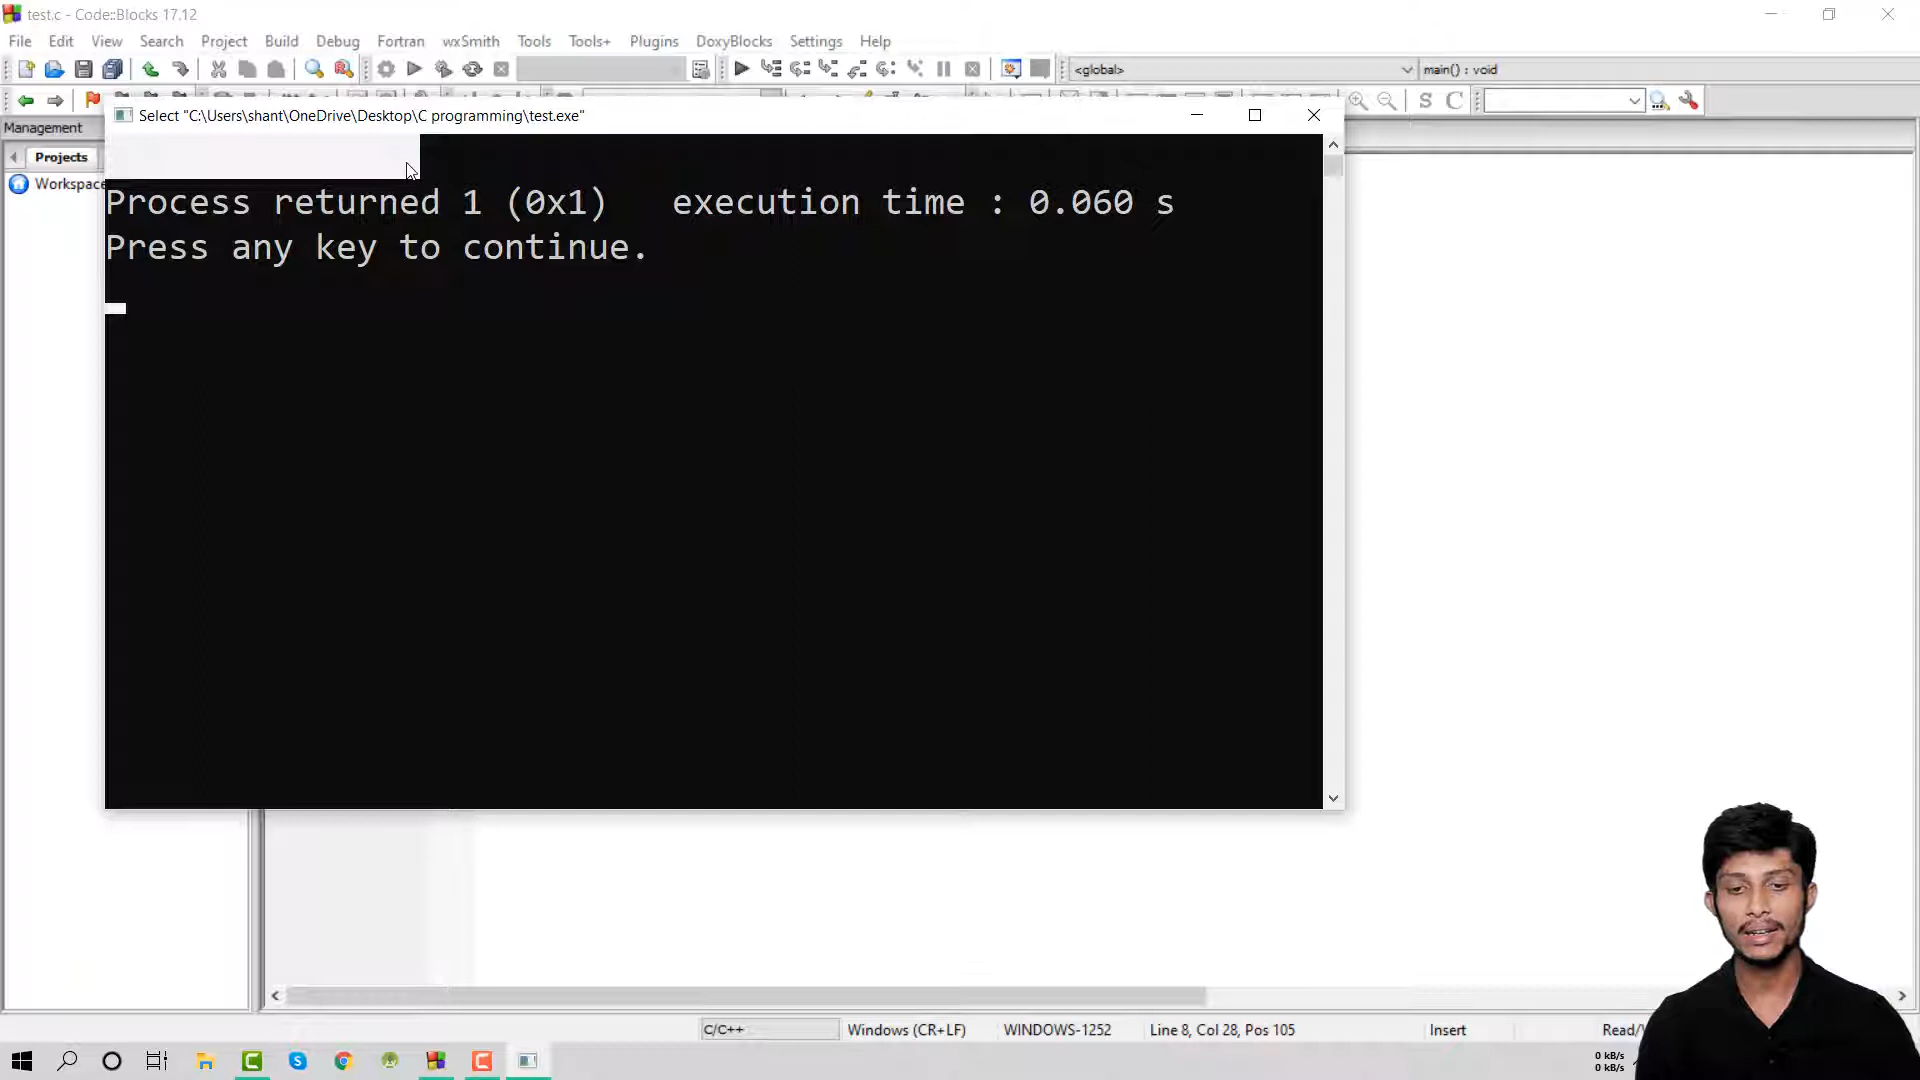 test.c - Code::Blocks 17.12
File Edit View Search Project Build Debug Fortran wxSmith Tools Tools+ Plugins DoxyBlocks Settings Help
<global> main() : void
S C
Management
Select "C:\Users\shant\OneDrive\Desktop\C programming\test.exe"
Projects
Workspace
Process returned 1 (0x1)   execution time : 0.060 s
Press any key to continue.
C/C++ Windows (CR+LF) WINDOWS-1252 Line 8, Col 28, Pos 105 Insert
0 kB/s
0 kB/s